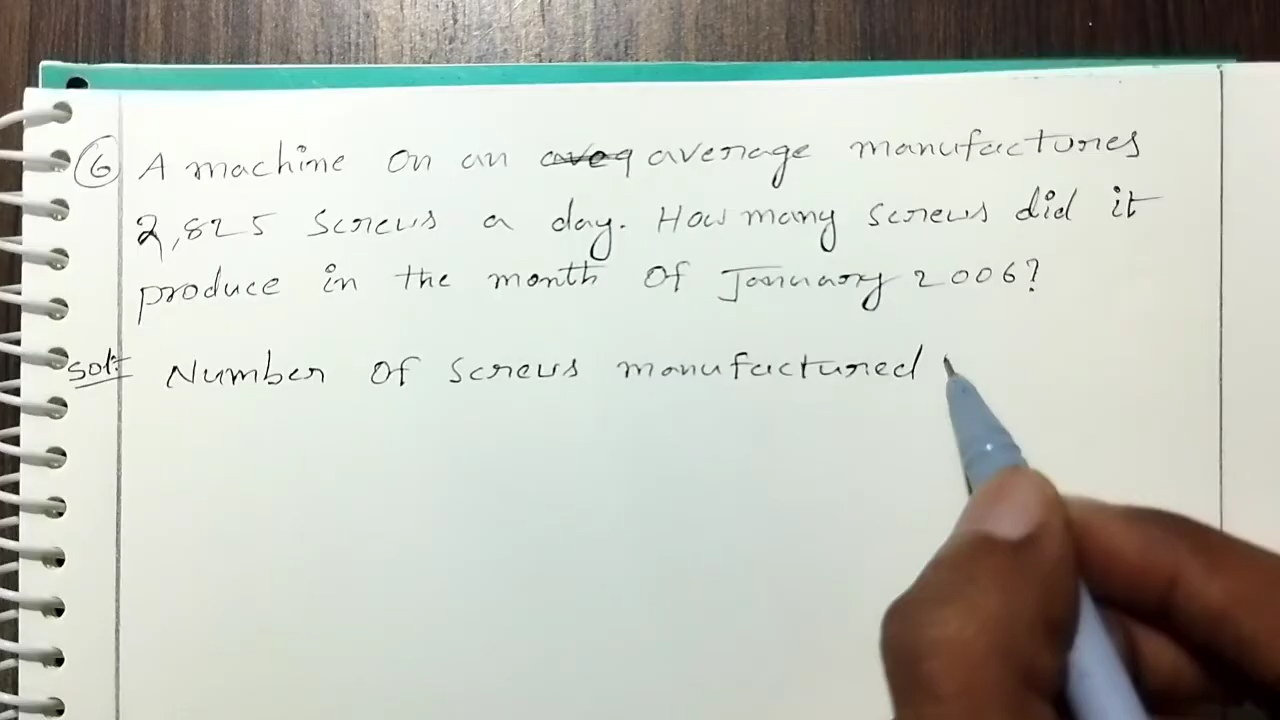 6 A machine on an average manufactures
2,825 screws a day. How many screws did it
produce in the month of January 2006?
Sol: Number of screws manufactured